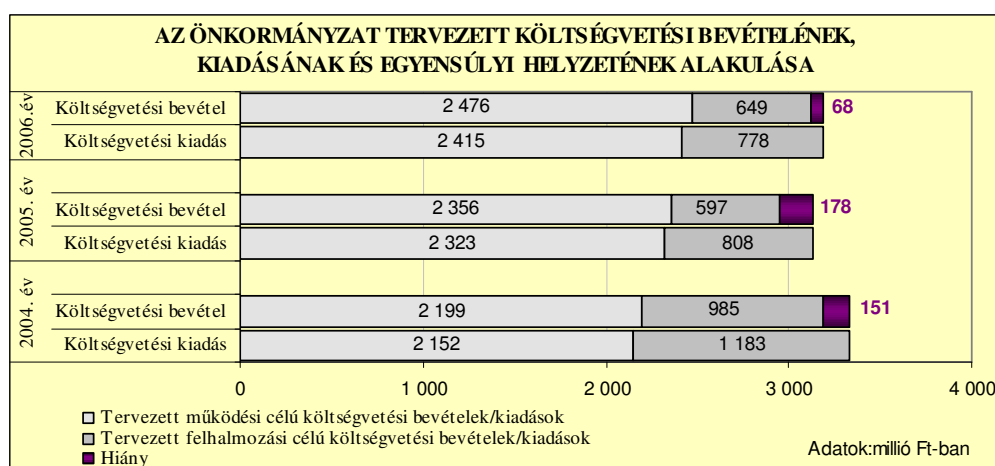 AZ ÖNKORMÁNYZAT TERVEZETT KÖLTSÉGVETÉSI BEVÉTELÉNEK,
KIADÁSÁNAK ÉS EGYENSÚLYI HELYZETÉNEK ALAKULÁSA
2006.év
Költségvetési bevétel 2 476 649 68
Költségvetési kiadás 2 415 778
2005. év
Költségvetési bevétel 2 356 597 178
Költségvetési kiadás 2 323 808
2004. év
Költségvetési bevétel 2 199 985 151
Költségvetési kiadás 2 152 1 183
0 1 000 2 000 3 000 4 000
Tervezett működési célú költségvetési bevételek/kiadások
Tervezett felhalmozási célú költségvetési bevételek/kiadások
Hiány
Adatok:millió Ft-ban